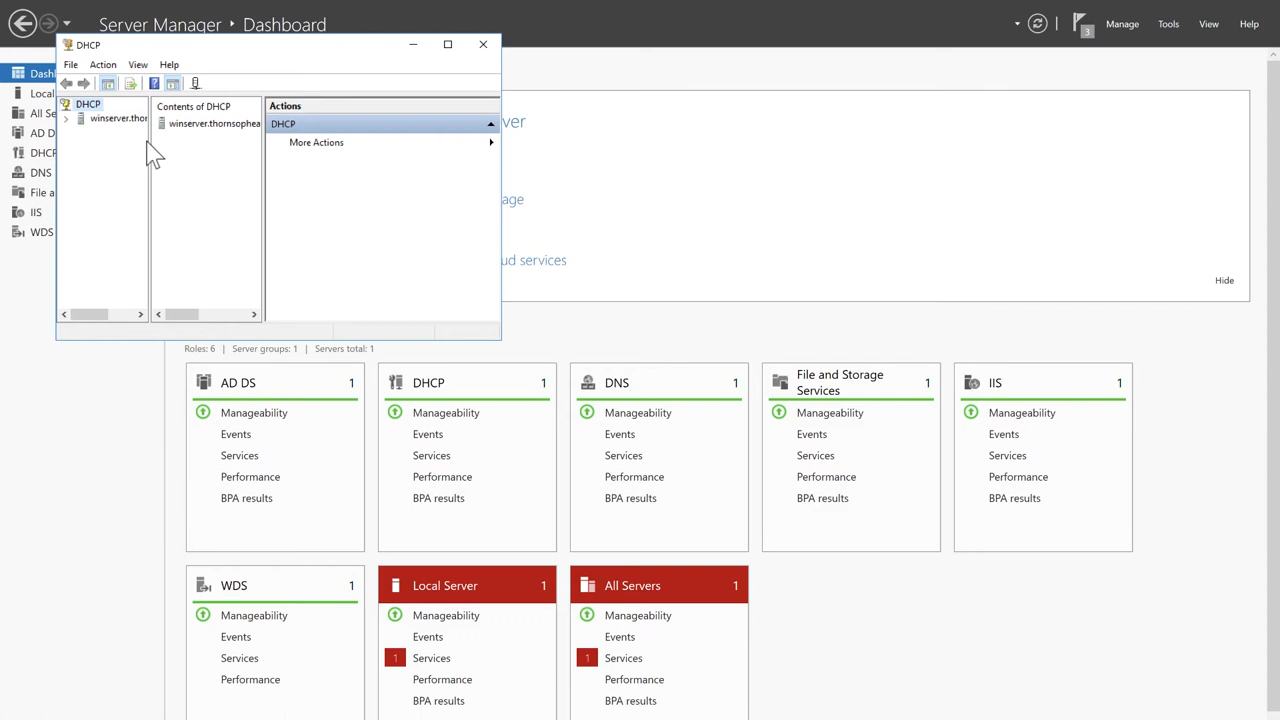 Server Manager ‣ Dashboard
3
Manage
Tools
View
Help
DHCP
File
Action
View
Help
DHCP
winserver.thor
Contents of DHCP
winserver.thornsophea
Actions
DHCP
More Actions
Dashl
Local
All Se
AD D
DHCP
DNS
File a
IIS
WDS
rver
age
ud services
Hide
Roles: 6 | Server groups: 1 | Servers total: 1
AD DS 1
Manageability
Events
Services
Performance
BPA results
DHCP 1
Manageability
Events
Services
Performance
BPA results
DNS 1
Manageability
Events
Services
Performance
BPA results
File and Storage
Services 1
Manageability
Events
Services
Performance
BPA results
IIS 1
Manageability
Events
Services
Performance
BPA results
WDS 1
Manageability
Events
Services
Performance
Local Server 1
Manageability
Events
1 Services
Performance
BPA results
All Servers 1
Manageability
Events
1 Services
Performance
BPA results